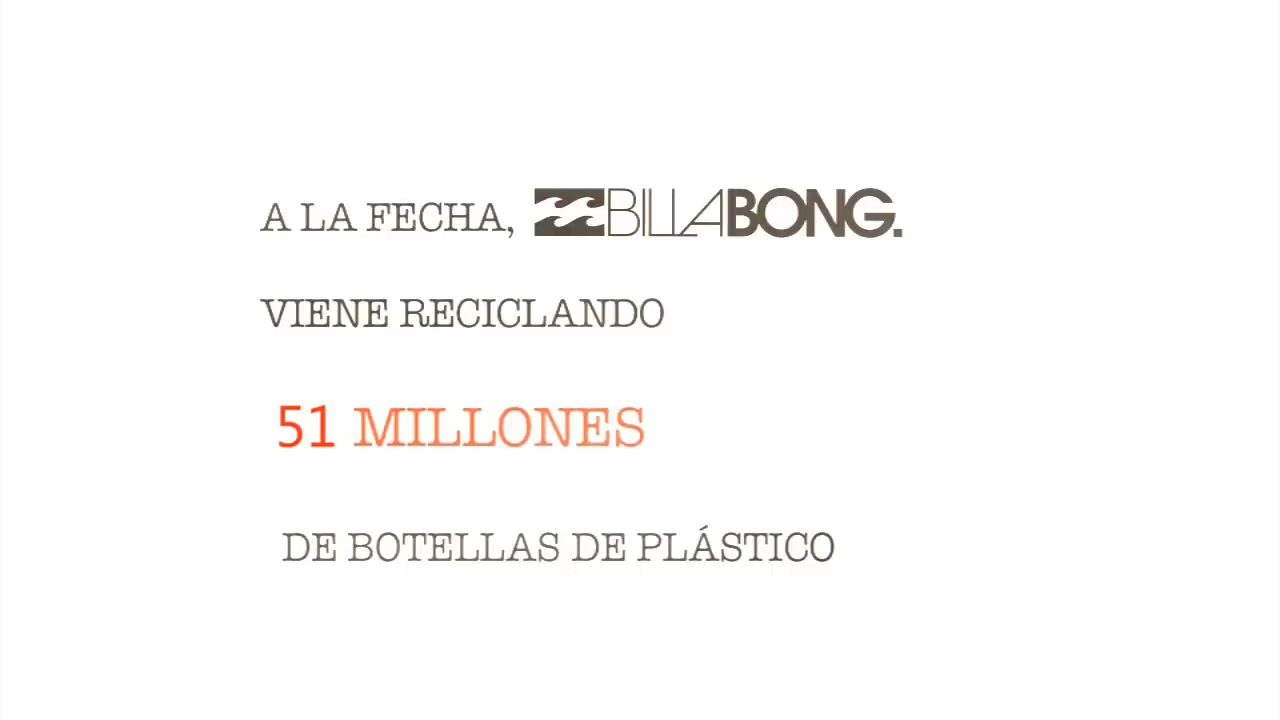 A LA FECHA, BILLABONG.
VIENE RECICLANDO
51 MILLONES
DE BOTELLAS DE PLÁSTICO